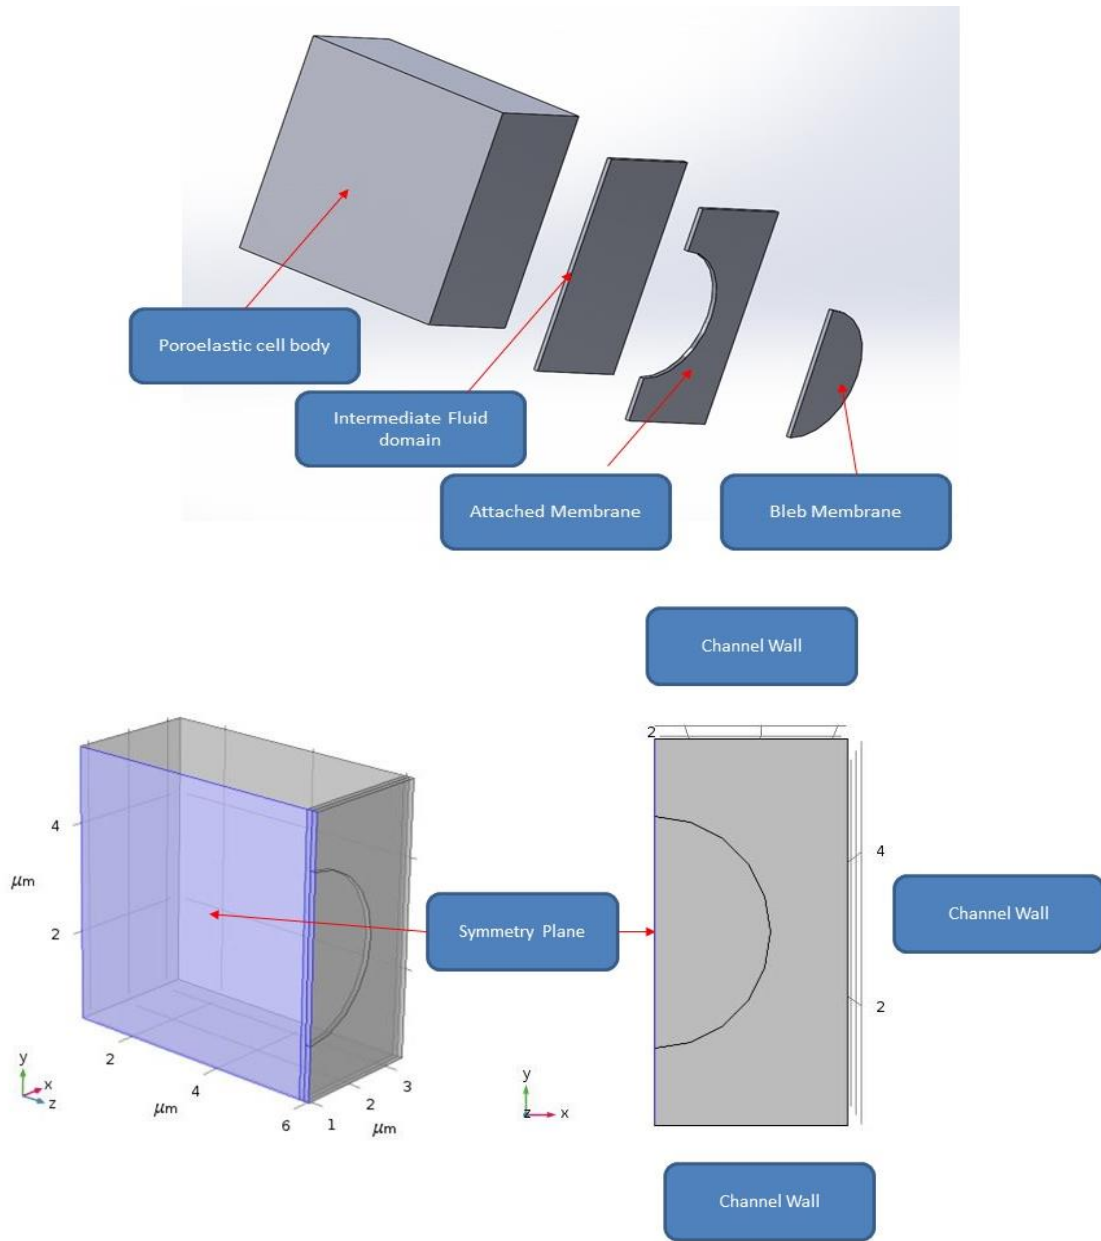 Poroelastic cell body
Intermediate Fluid
domain
Attached Membrane
Bleb Membrane
Channel Wall
2
4
μm
2
Symmetry Plane
4
Channel Wall
2
y
x
z
2
μm
4
6
1
2
3
μm
y
z
x
Channel Wall